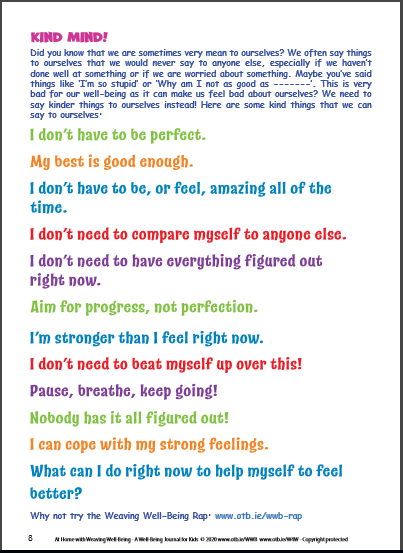 KIND MIND!
Did you know that we are sometimes very mean to ourselves? We often say things
to ourselves that we would never say to anyone else, especially if we haven't
done well at something or if we are worried about something. Maybe you've said
things like 'I'm so stupid' or 'Why am I not as good as -------'. This is very
bad for our well-being as it can make us feel bad about ourselves? We need to
say kinder things to ourselves instead! Here are some kind things that we can
say to ourselves.
I don't have to be perfect.
My best is good enough.
I don't have to be, or feel, amazing all of the
time.
I don't need to compare myself to anyone else.
I don't need to have everything figured out
right now.
Aim for progress, not perfection.
I'm stronger than I feel right now.
I don't need to beat myself up over this!
Pause, breathe, keep going!
Nobody has it all figured out!
I can cope with my strong feelings.
What can I do right now to help myself to feel
better?
Why not try the Weaving Well-Being Rap. www.otb.ie/wwb-rap
8 At Home with Weaving Well-Being - A Well-Being Journal for Kids © 2020 www.otb.ie/WWB www.otb.ie/WRW - Copyright protected